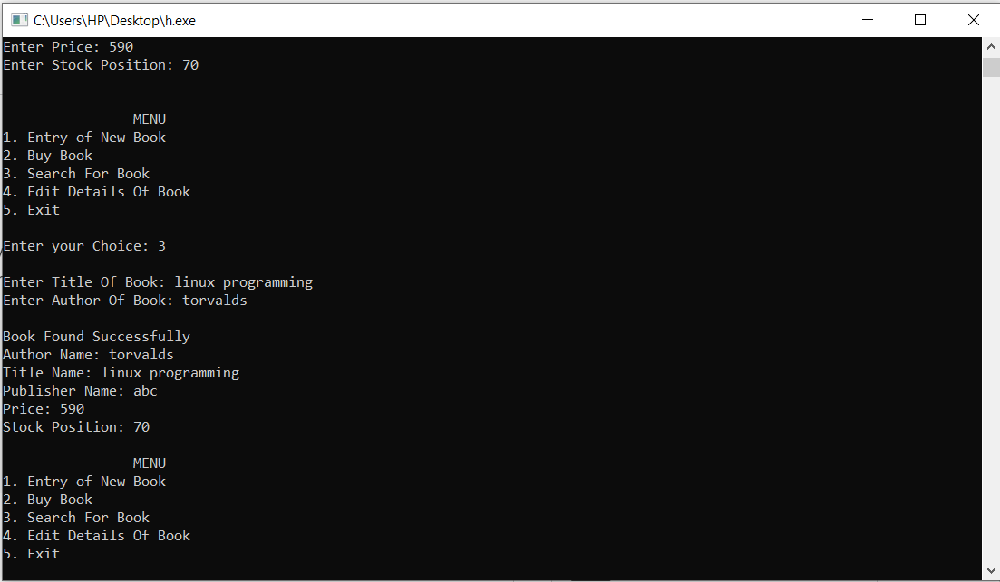 C:\Users\HP\Desktop\h.exe
Enter Price: 590
Enter Stock Position: 70
MENU
1. Entry of New Book
2. Buy Book
3. Search For Book
4. Edit Details Of Book
5. Exit
Enter your Choice: 3
Enter Title Of Book: linux programming
Enter Author Of Book: torvalds
Book Found Successfully
Author Name: torvalds
Title Name: linux programming
Publisher Name: abc
Price: 590
Stock Position: 70
MENU
1. Entry of New Book
2. Buy Book
3. Search For Book
4. Edit Details Of Book
5. Exit